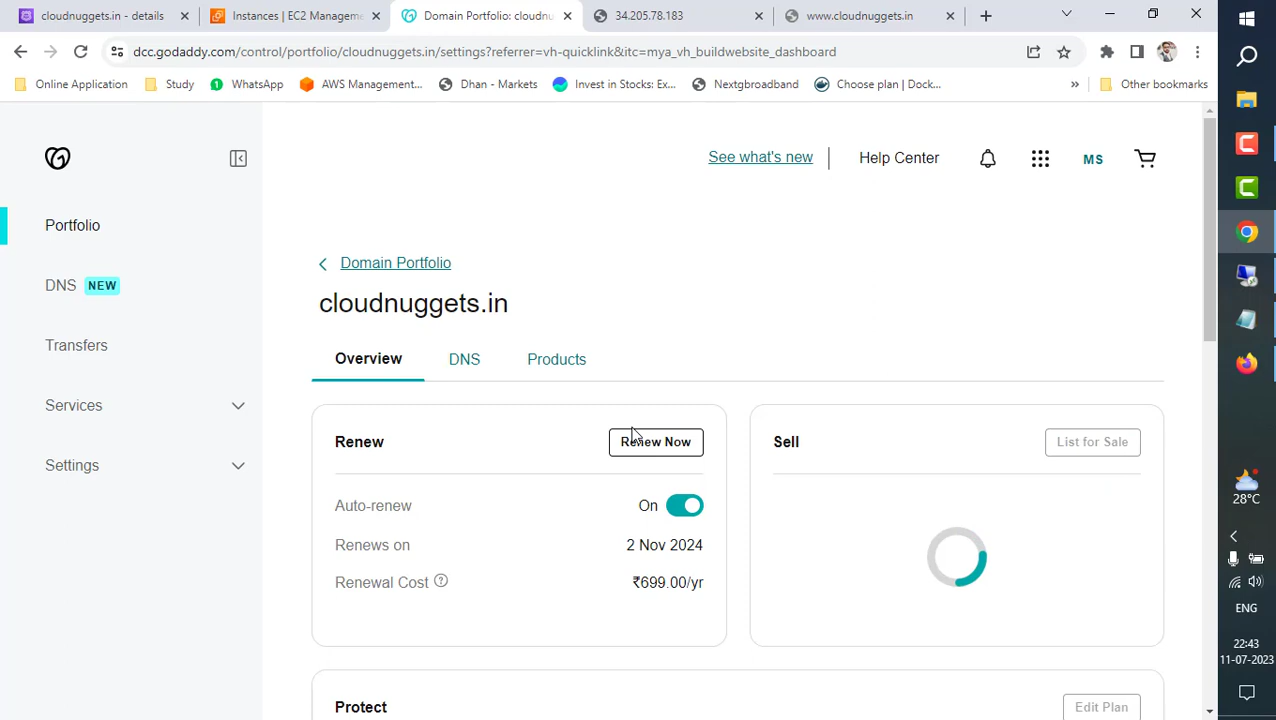 cloudnuggets.in - details
Instances | EC2 Managem
Domain Portfolio: cloudn
34.203.18.183
www.cloudnuggets.in
dcc.godaddy.com/control/portfolio/cloudnuggets.in/settings?referrer=vh-quicklink&itc=mya_vh_buildwebsite_dashboard
Online Application
Study
WhatsApp
AWS Management...
Dhan - Markets
Invest in Stocks: Ex...
Nextgbroadband
Choose plan | Dock...
»
Other bookmarks
See what's new
Help Center
MS
Portfolio
DNS NEW
Transfers
Services
Settings
Domain Portfolio
cloudnuggets.in
Overview
DNS
Products
Renew
Renew Now
Auto-renew
On
Renews on
2 Nov 2024
Renewal Cost ?
₹699.00/yr
Sell
List for Sale
Protect
Edit Plan
28°C
ENG
22:43
11-07-2023